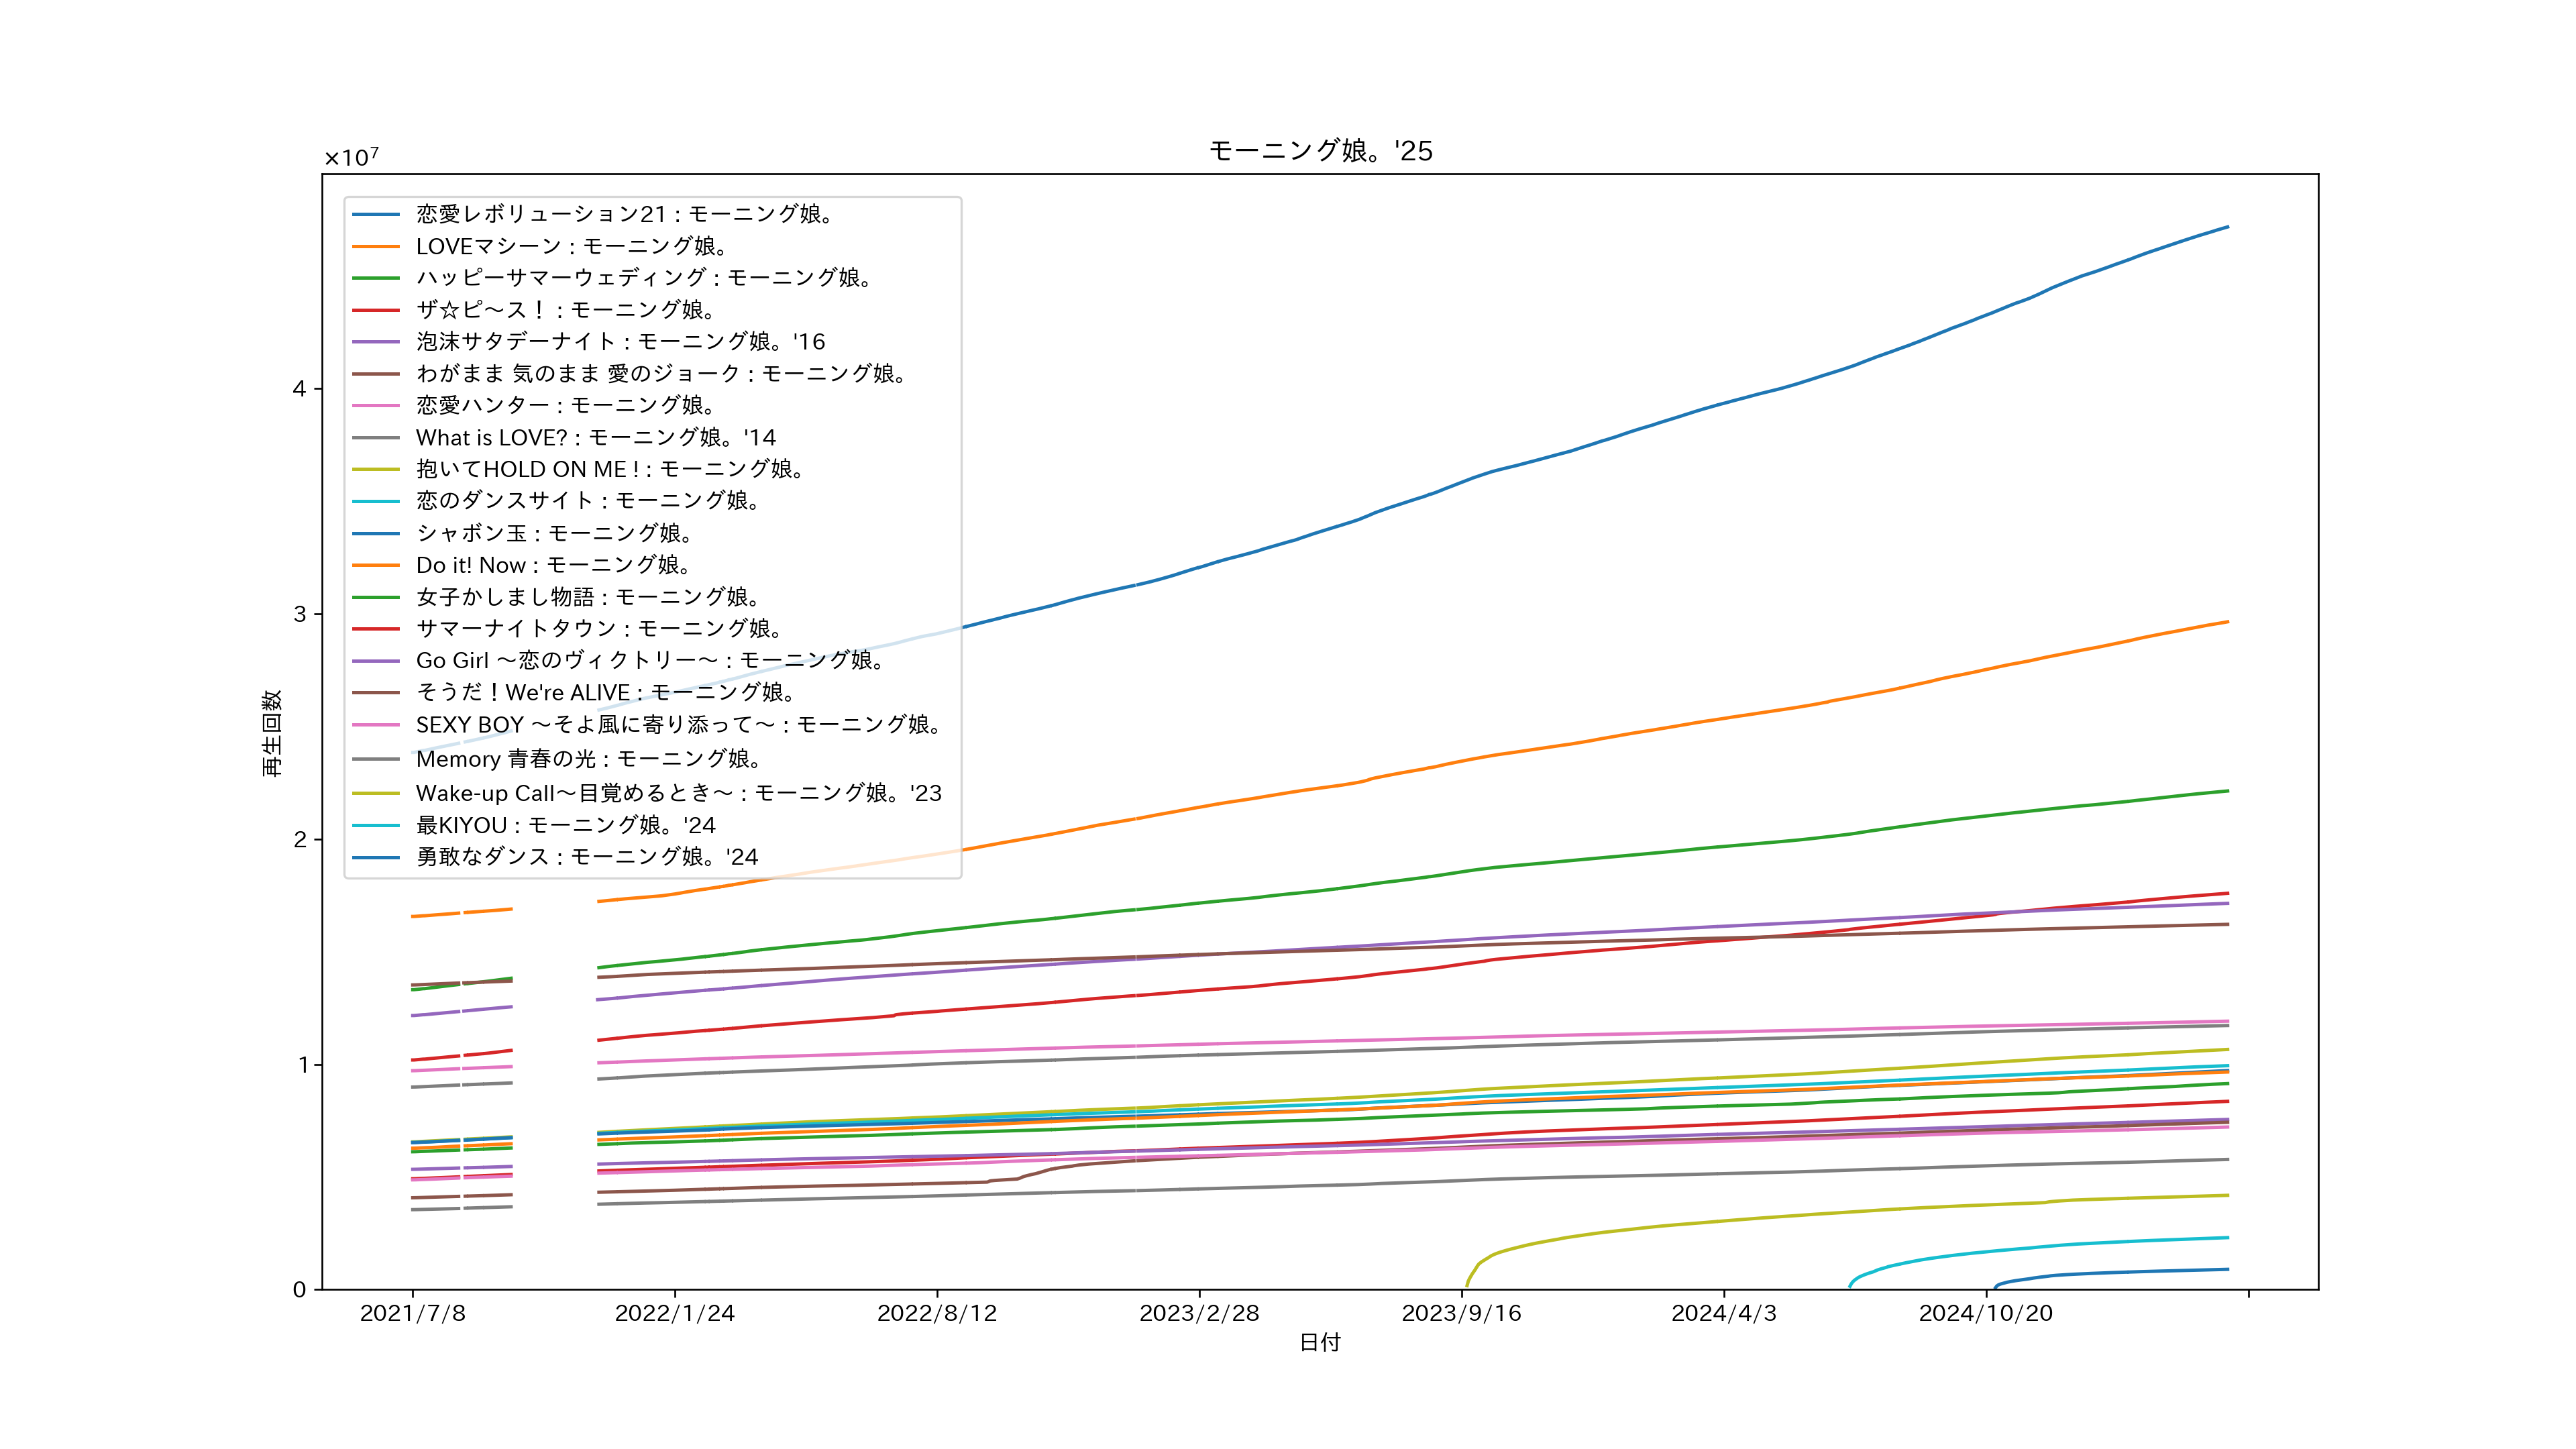 モーニング娘。'25
×10⁷
恋愛レボリューション21 : モーニング娘。
LOVEマシーン : モーニング娘。
ハッピーサマーウェディング : モーニング娘。
ザ☆ピ〜ス！ : モーニング娘。
泡沫サタデーナイト : モーニング娘。'16
わがまま 気のまま 愛のジョーク : モーニング娘。
恋愛ハンター : モーニング娘。
What is LOVE? : モーニング娘。'14
抱いてHOLD ON ME ! : モーニング娘。
恋のダンスサイト : モーニング娘。
シャボン玉 : モーニング娘。
Do it! Now : モーニング娘。
女子かしまし物語 : モーニング娘。
サマーナイトタウン : モーニング娘。
Go Girl 〜恋のヴィクトリー〜 : モーニング娘。
そうだ！We're ALIVE : モーニング娘。
SEXY BOY 〜そよ風に寄り添って〜 : モーニング娘。
Memory 青春の光 : モーニング娘。
Wake-up Call〜目覚めるとき〜 : モーニング娘。'23
最KIYOU : モーニング娘。'24
勇敢なダンス : モーニング娘。'24
4
3
2
1
0
再生回数
2021/7/8 2022/1/24 2022/8/12 2023/2/28 2023/9/16 2024/4/3 2024/10/20
日付